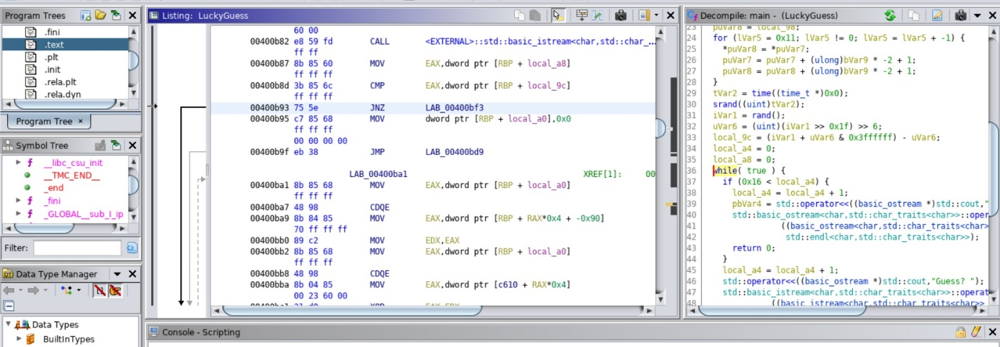 Program Trees
.fini
.text
.plt
.init
.rela.plt
.rela.dyn
Program Tree ×
Symbol Tree
__libc_csu_init
__TMC_END__
_end
_fini
_GLOBAL__sub_I_ip
Filter:
Data Type Manager
Data Types
BuiltInTypes
Listing: LuckyGuess
60 00
00400b82 e8 59 fd CALL <EXTERNAL>::std::basic_istream<char,std::char_...
ff ff
00400b87 8b 85 60 MOV EAX,dword ptr [RBP + local_a8]
ff ff ff
00400b8d 3b 85 6c CMP EAX,dword ptr [RBP + local_9c]
ff ff ff
00400b93 75 5e JNZ LAB_00400bf3
00400b95 c7 85 68 MOV dword ptr [RBP + local_a0],0x0
ff ff ff
00 00 00 00
00400b9f eb 38 JMP LAB_00400bd9
LAB_00400ba1 XREF[1]: 00
00400ba1 8b 85 68 MOV EAX,dword ptr [RBP + local_a0]
ff ff ff
00400ba7 48 98 CDQE
00400ba9 8b 84 85 MOV EAX,dword ptr [RBP + RAX*0x4 + -0x90]
70 ff ff ff
00400bb0 89 c2 MOV EDX,EAX
00400bb2 8b 85 68 MOV EAX,dword ptr [RBP + local_a0]
ff ff ff
00400bb8 48 98 CDQE
00400bba 8b 04 85 MOV EAX,dword ptr [c610 + RAX*0x4]
00 23 60 00
Decompile: main - (LuckyGuess)
23 puVar8 = local_98;
24 for (lVar5 = 0x11; lVar5 != 0; lVar5 = lVar5 + -1) {
25 *puVar8 = *puVar7;
26 puVar7 = puVar7 + (ulong)bVar9 * -2 + 1;
27 puVar8 = puVar8 + (ulong)bVar9 * -2 + 1;
28 }
29 tVar2 = time((time_t *)0x0);
30 srand((uint)tVar2);
31 iVar1 = rand();
32 uVar6 = (uint)(iVar1 >> 0x1f) >> 6;
33 local_9c = (iVar1 + uVar6 & 0x3ffffff) - uVar6;
34 local_a4 = 0;
35 local_a8 = 0;
36 while( true ) {
37 if (0x16 < local_a4) {
38 local_a4 = local_a4 + 1;
39 pbVar4 = std::operator<<((basic_ostream *)std::cout,"
40 std::basic_ostream<char,std::char_traits<char>>::oper
41 ((basic_ostream<char,std::char_traits<char>
42 std::endl<char,std::char_traits<char>>);
43 return 0;
44 }
45 local_a4 = local_a4 + 1;
46 std::operator<<((basic_ostream *)std::cout,"Guess? ");
47 std::basic_istream<char,std::char_traits<char>>::operat
48 ((basic_istream<char,std::char_traits<char>>
Console - Scripting